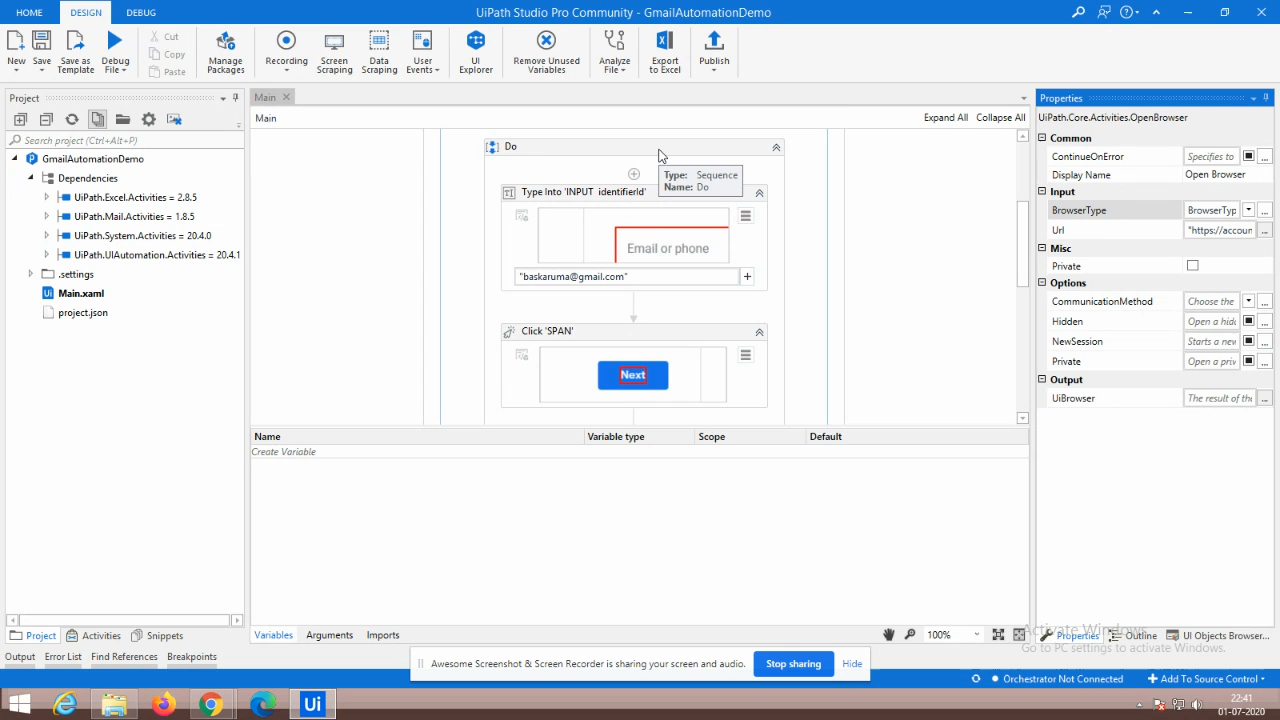 HOME DESIGN DEBUG UiPath Studio Pro Community - GmailAutomationDemo
New Save Save as Template Debug File Cut Copy Paste Manage Packages Recording Screen Scraping Data Scraping User Events UI Explorer Remove Unused Variables Analyze File Export to Excel Publish
Project
Search project (Ctrl+Alt+P)
GmailAutomationDemo
Dependencies
UiPath.Excel.Activities = 2.8.5
UiPath.Mail.Activities = 1.8.5
UiPath.System.Activities = 20.4.0
UiPath.UIAutomation.Activities = 20.4.1
.settings
Main.xaml
project.json
Project Activities Snippets
Main
Main Expand All Collapse All
Do
Type: Sequence
Name: Do
Type Into 'INPUT identifierId'
Email or phone
"baskaruma@gmail.com"
Click 'SPAN'
Next
Name Variable type Scope Default
Create Variable
Variables Arguments Imports 100%
Properties
UiPath.Core.Activities.OpenBrowser
Common
ContinueOnError Specifies to
Display Name Open Browser
Input
BrowserType BrowserTyp
Url "https://accoun
Misc
Private
Options
CommunicationMethod Choose the
Hidden Open a hid
NewSession Starts a new
Private Open a priv
Output
UiBrowser The result of the
Activate Windows
Properties Outline UI Objects Browser...
Go to PC settings to activate Windows.
Output Error List Find References Breakpoints
Awesome Screenshot & Screen Recorder is sharing your screen and audio. Stop sharing Hide
Orchestrator Not Connected Add To Source Control
Ui
22:41
01-07-2020